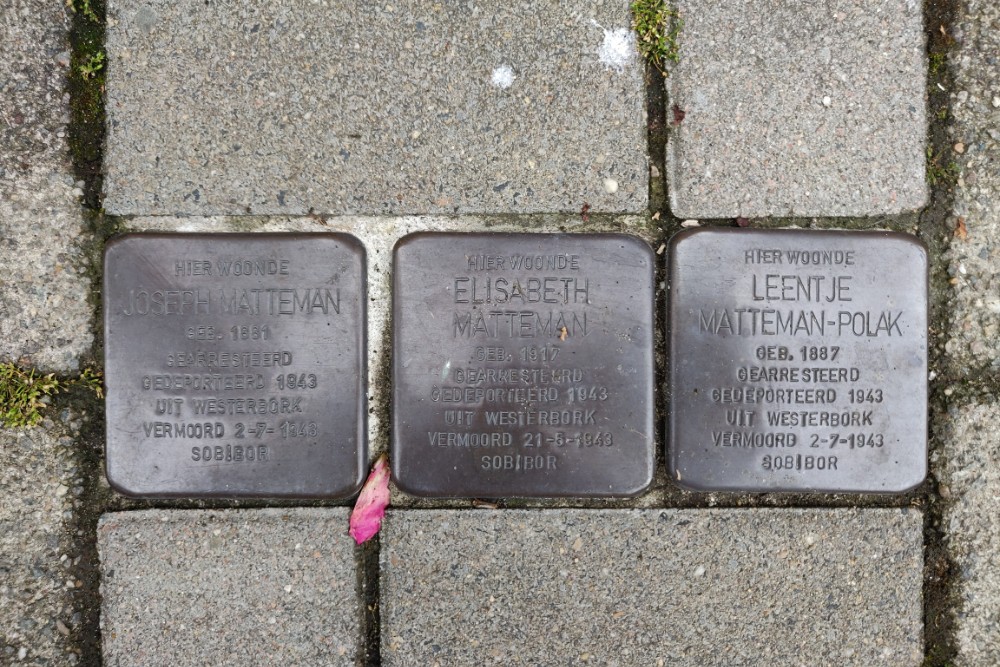 HIER WOONDE
JOSEPH MATTEMAN
GEB. 1881
GEARRESTEERD
GEDEPORTEERD 1943
UIT WESTERBORK
VERMOORD 2-7-1943
SOBIBOR
HIER WOONDE
ELISABETH
MATTEMAN
GEB. 1917
GEARRESTEERD
GEDEPORTEERD 1943
UIT WESTERBORK
VERMOORD 21-5-1943
SOBIBOR
HIER WOONDE
LEENTJE
MATTEMAN-POLAK
GEB. 1887
GEARRESTEERD
GEDEPORTEERD 1943
UIT WESTERBORK
VERMOORD 2-7-1943
SOBIBOR